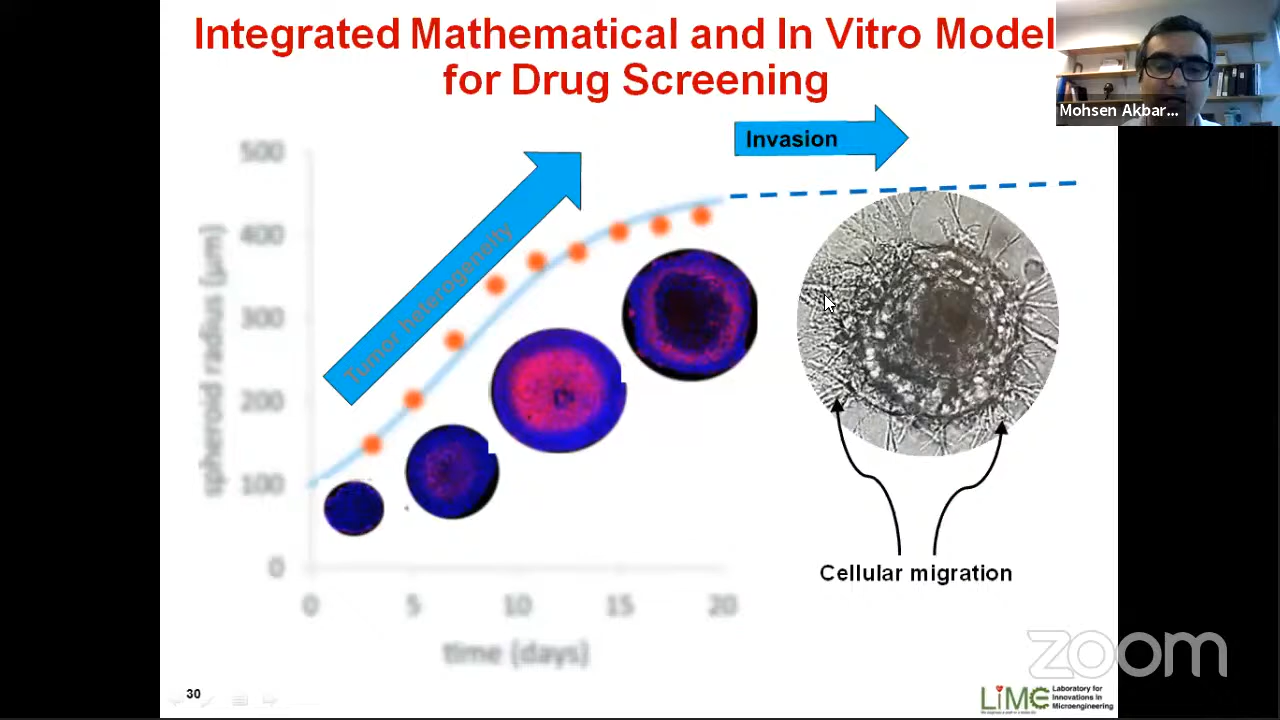 Integrated Mathematical and In Vitro Model
for Drug Screening
Mohsen Akbar...
Invasion
Tumor heterogeneity
500
400
300
200
100
0
spheroid radius (µm)
0 5 10 15 20
time (days)
Cellular migration
zoom
30
LiME
Laboratory for
Innovations in
Microengineering